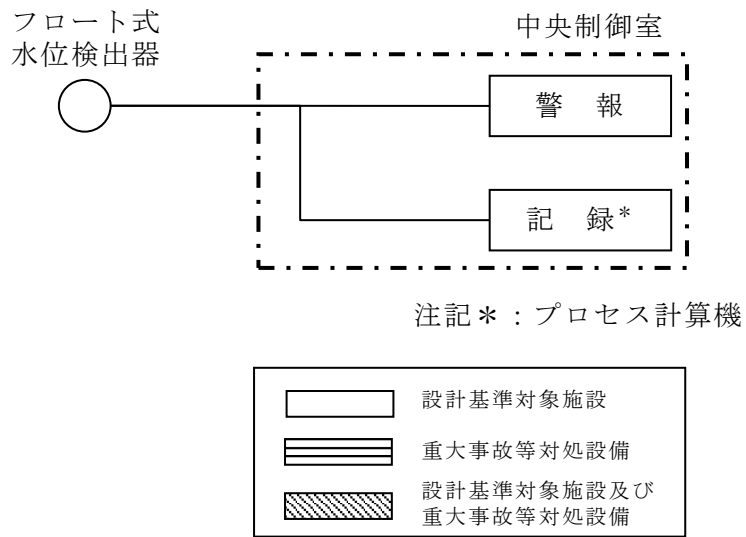 フロート式
水位検出器
中央制御室
警 報
記 録*
注記*:プロセス計算機
設計基準対象施設
重大事故等対処設備
設計基準対象施設及び
重大事故等対処設備